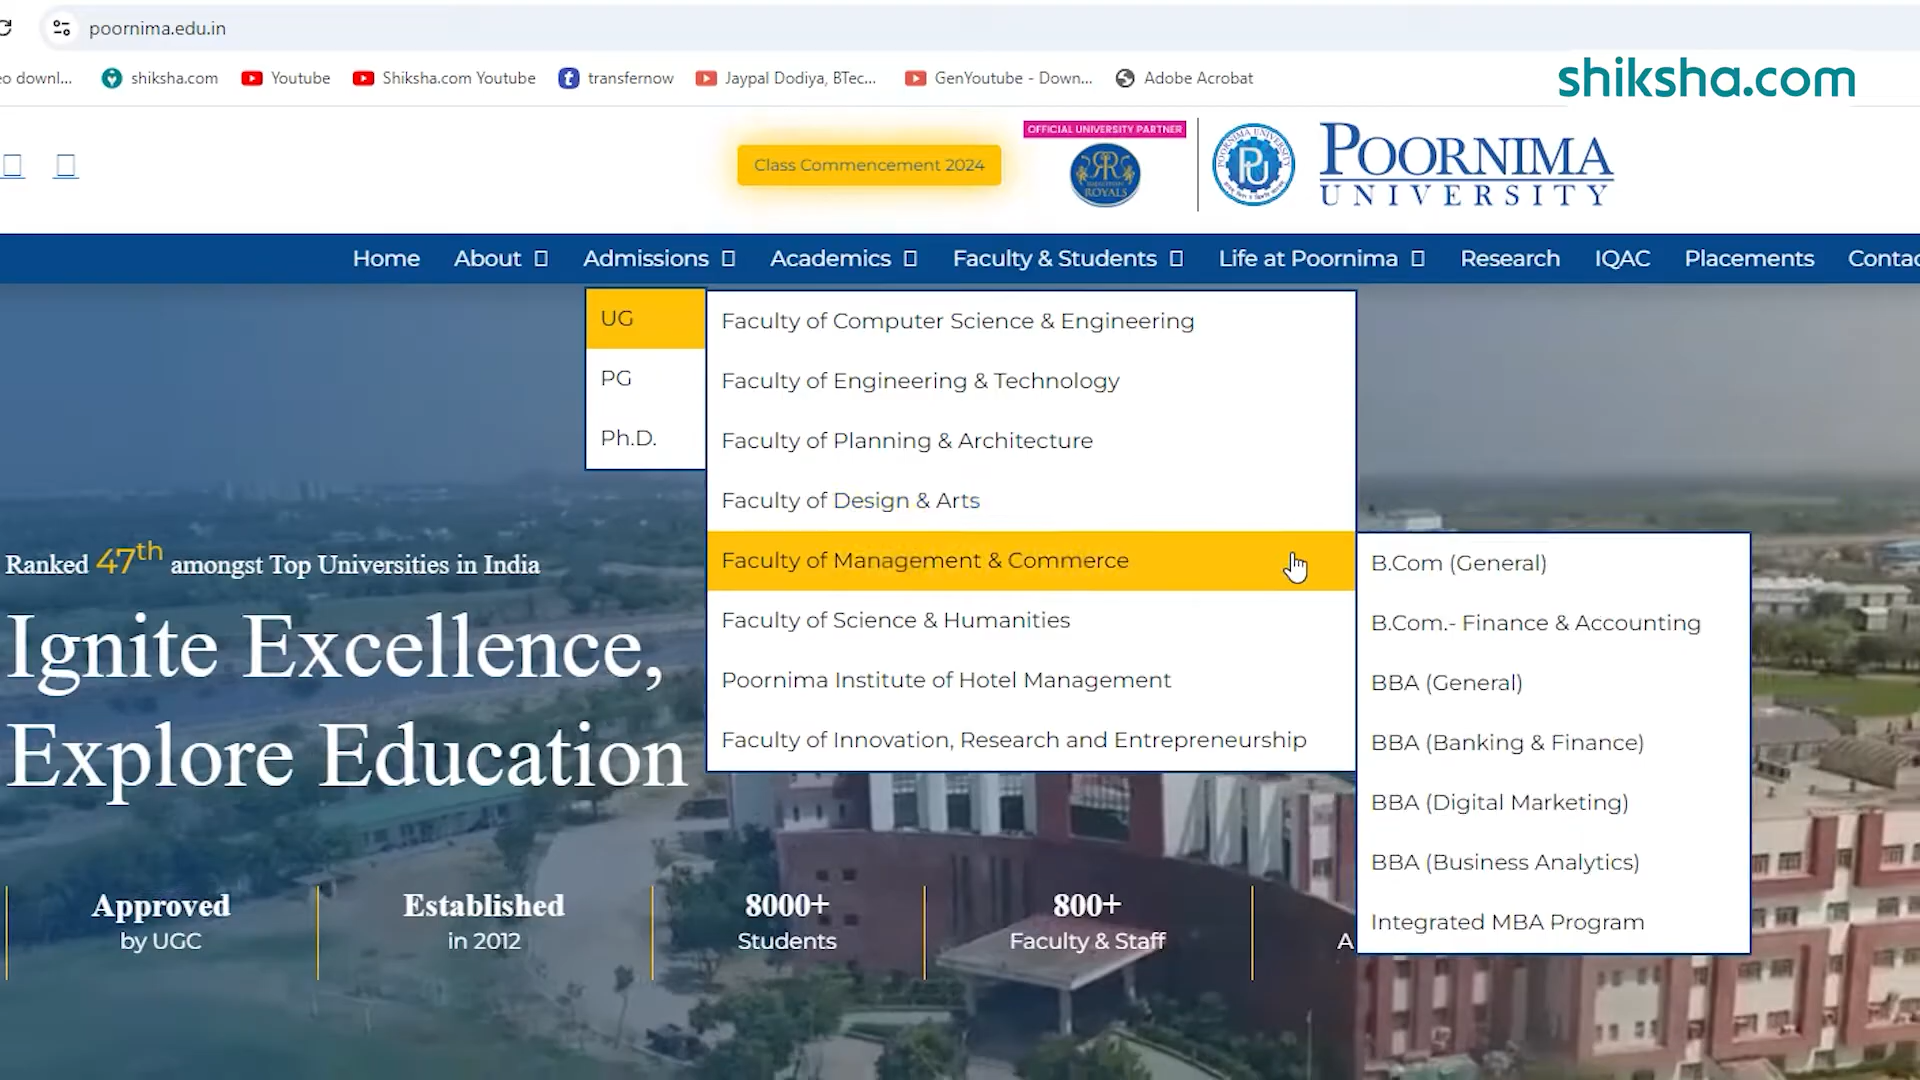 poornima.edu.in
eo downl...
shiksha.com
Youtube
Shiksha.com Youtube
transfernow
Jaypal Dodiya, BTec...
GenYoutube - Down...
Adobe Acrobat
shiksha.com
Class Commencement 2024
OFFICIAL UNIVERSITY PARTNER
ROYALS
POORNIMA
UNIVERSITY
Home
About
Admissions
Academics
Faculty & Students
Life at Poornima
Research
IQAC
Placements
Contac
UG
PG
Ph.D.
Faculty of Computer Science & Engineering
Faculty of Engineering & Technology
Faculty of Planning & Architecture
Faculty of Design & Arts
Faculty of Management & Commerce
Faculty of Science & Humanities
Poornima Institute of Hotel Management
Faculty of Innovation, Research and Entrepreneurship
B.Com (General)
B.Com.- Finance & Accounting
BBA (General)
BBA (Banking & Finance)
BBA (Digital Marketing)
BBA (Business Analytics)
Integrated MBA Program
Ranked 47th amongst Top Universities in India
Ignite Excellence,
Explore Education
Approved
by UGC
Established
in 2012
8000+
Students
800+
Faculty & Staff
A